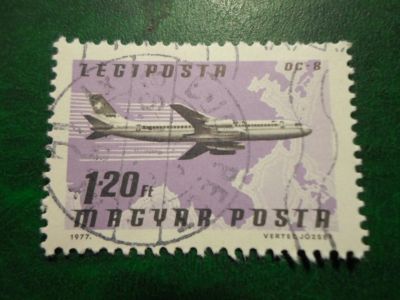 LÉGIPOSTA DC-8
1·20 Ft
MAGYAR POSTA
1977. VERTEL JÓZSEF